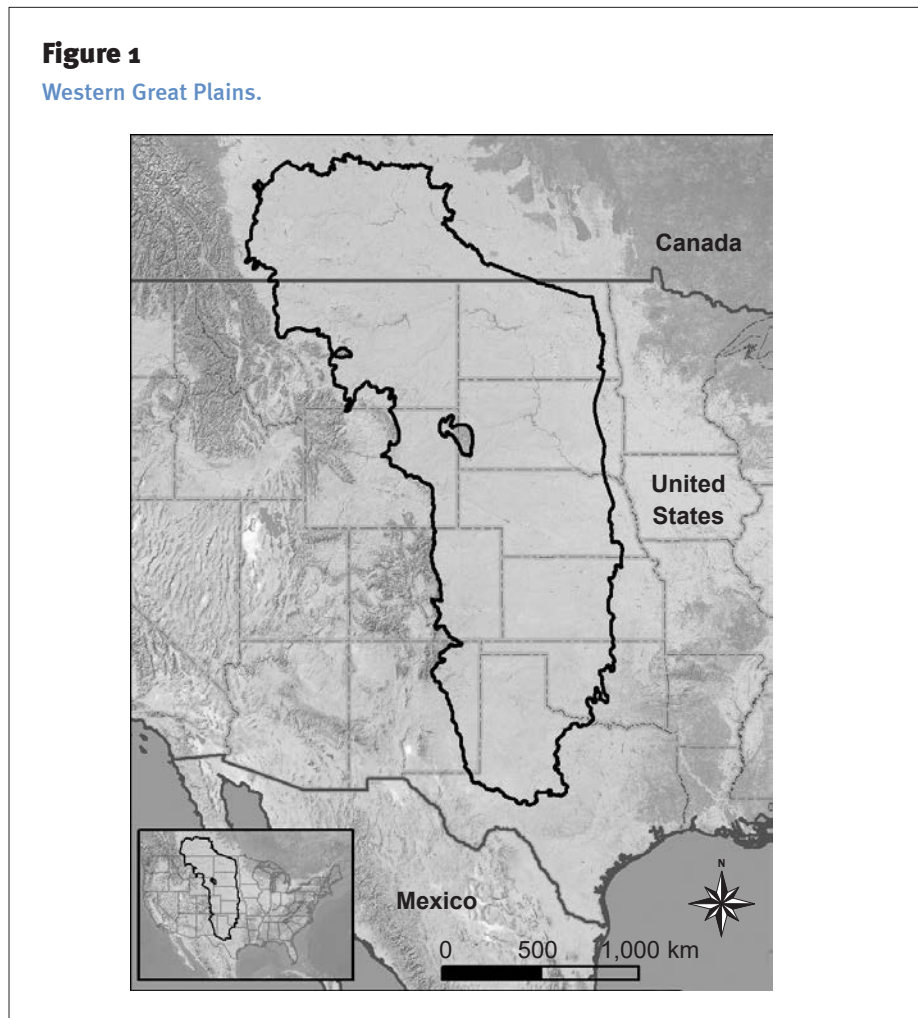 Figure 1
Western Great Plains.
Canada
United
States
Mexico
N
0 500 1,000 km